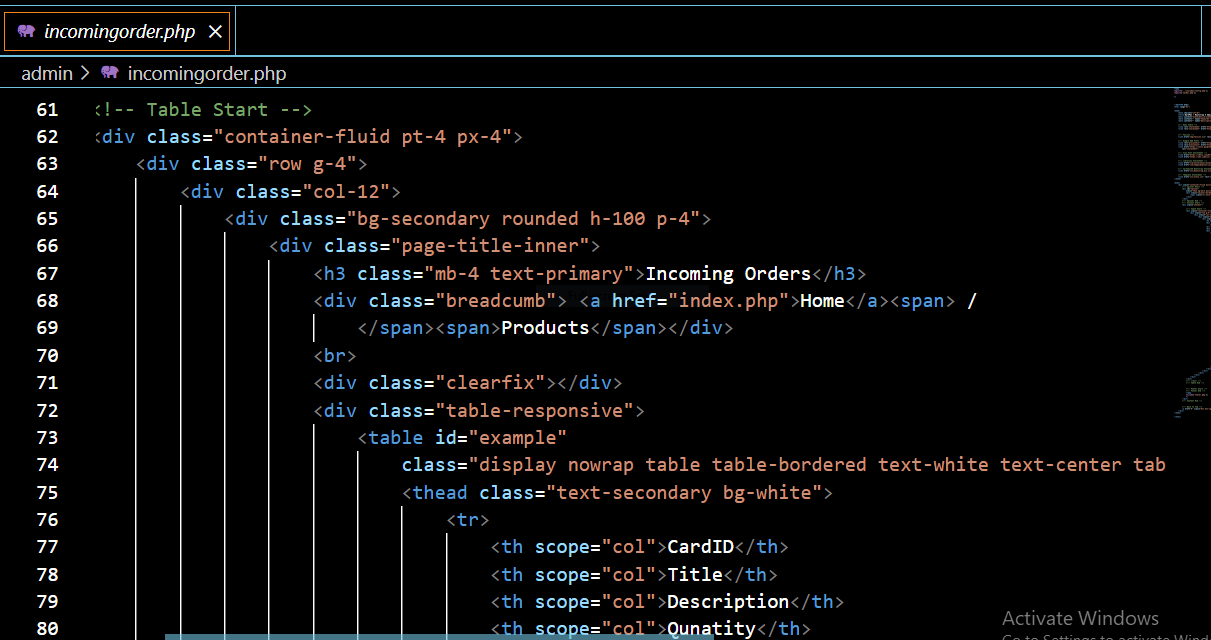 incomingorder.php ×
admin > incomingorder.php
61 <!-- Table Start -->
62 <div class="container-fluid pt-4 px-4">
63 <div class="row g-4">
64 <div class="col-12">
65 <div class="bg-secondary rounded h-100 p-4">
66 <div class="page-title-inner">
67 <h3 class="mb-4 text-primary">Incoming Orders</h3>
68 <div class="breadcumb"> <a href="index.php">Home</a><span> /
69 </span><span>Products</span></div>
70 <br>
71 <div class="clearfix"></div>
72 <div class="table-responsive">
73 <table id="example"
74 class="display nowrap table table-bordered text-white text-center tab
75 <thead class="text-secondary bg-white">
76 <tr>
77 <th scope="col">CardID</th>
78 <th scope="col">Title</th>
79 <th scope="col">Description</th>
80 <th scope="col">Qunatity</th>
Activate Windows
Go to Settings to activate Wind